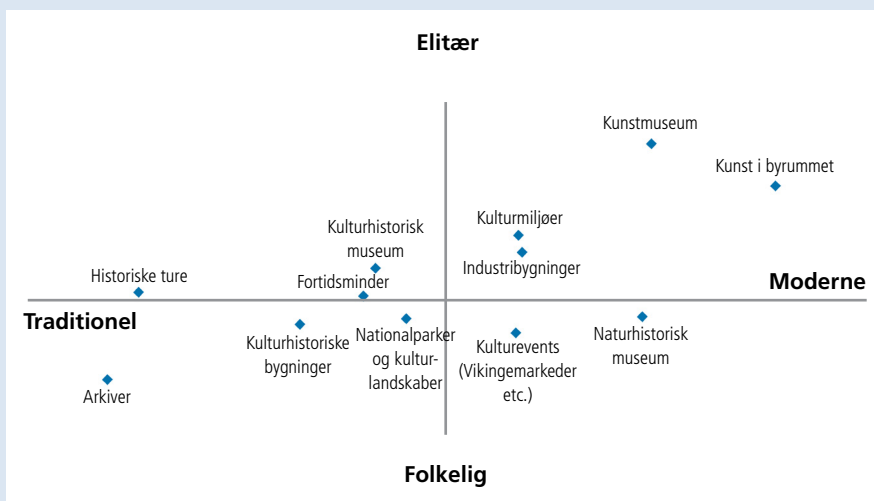 Elitær
Kunstmuseum
Kunst i byrummet
Kulturmiljøer
Kulturhistorisk
museum
Industribygninger
Historiske ture
Fortidsminder
Moderne
Traditionel
Kulturhistoriske
bygninger
Nationalparker
og kultur-
landskaber
Kulturevents
(Vikingemarkeder
etc.)
Naturhistorisk
museum
Arkiver
Folkelig